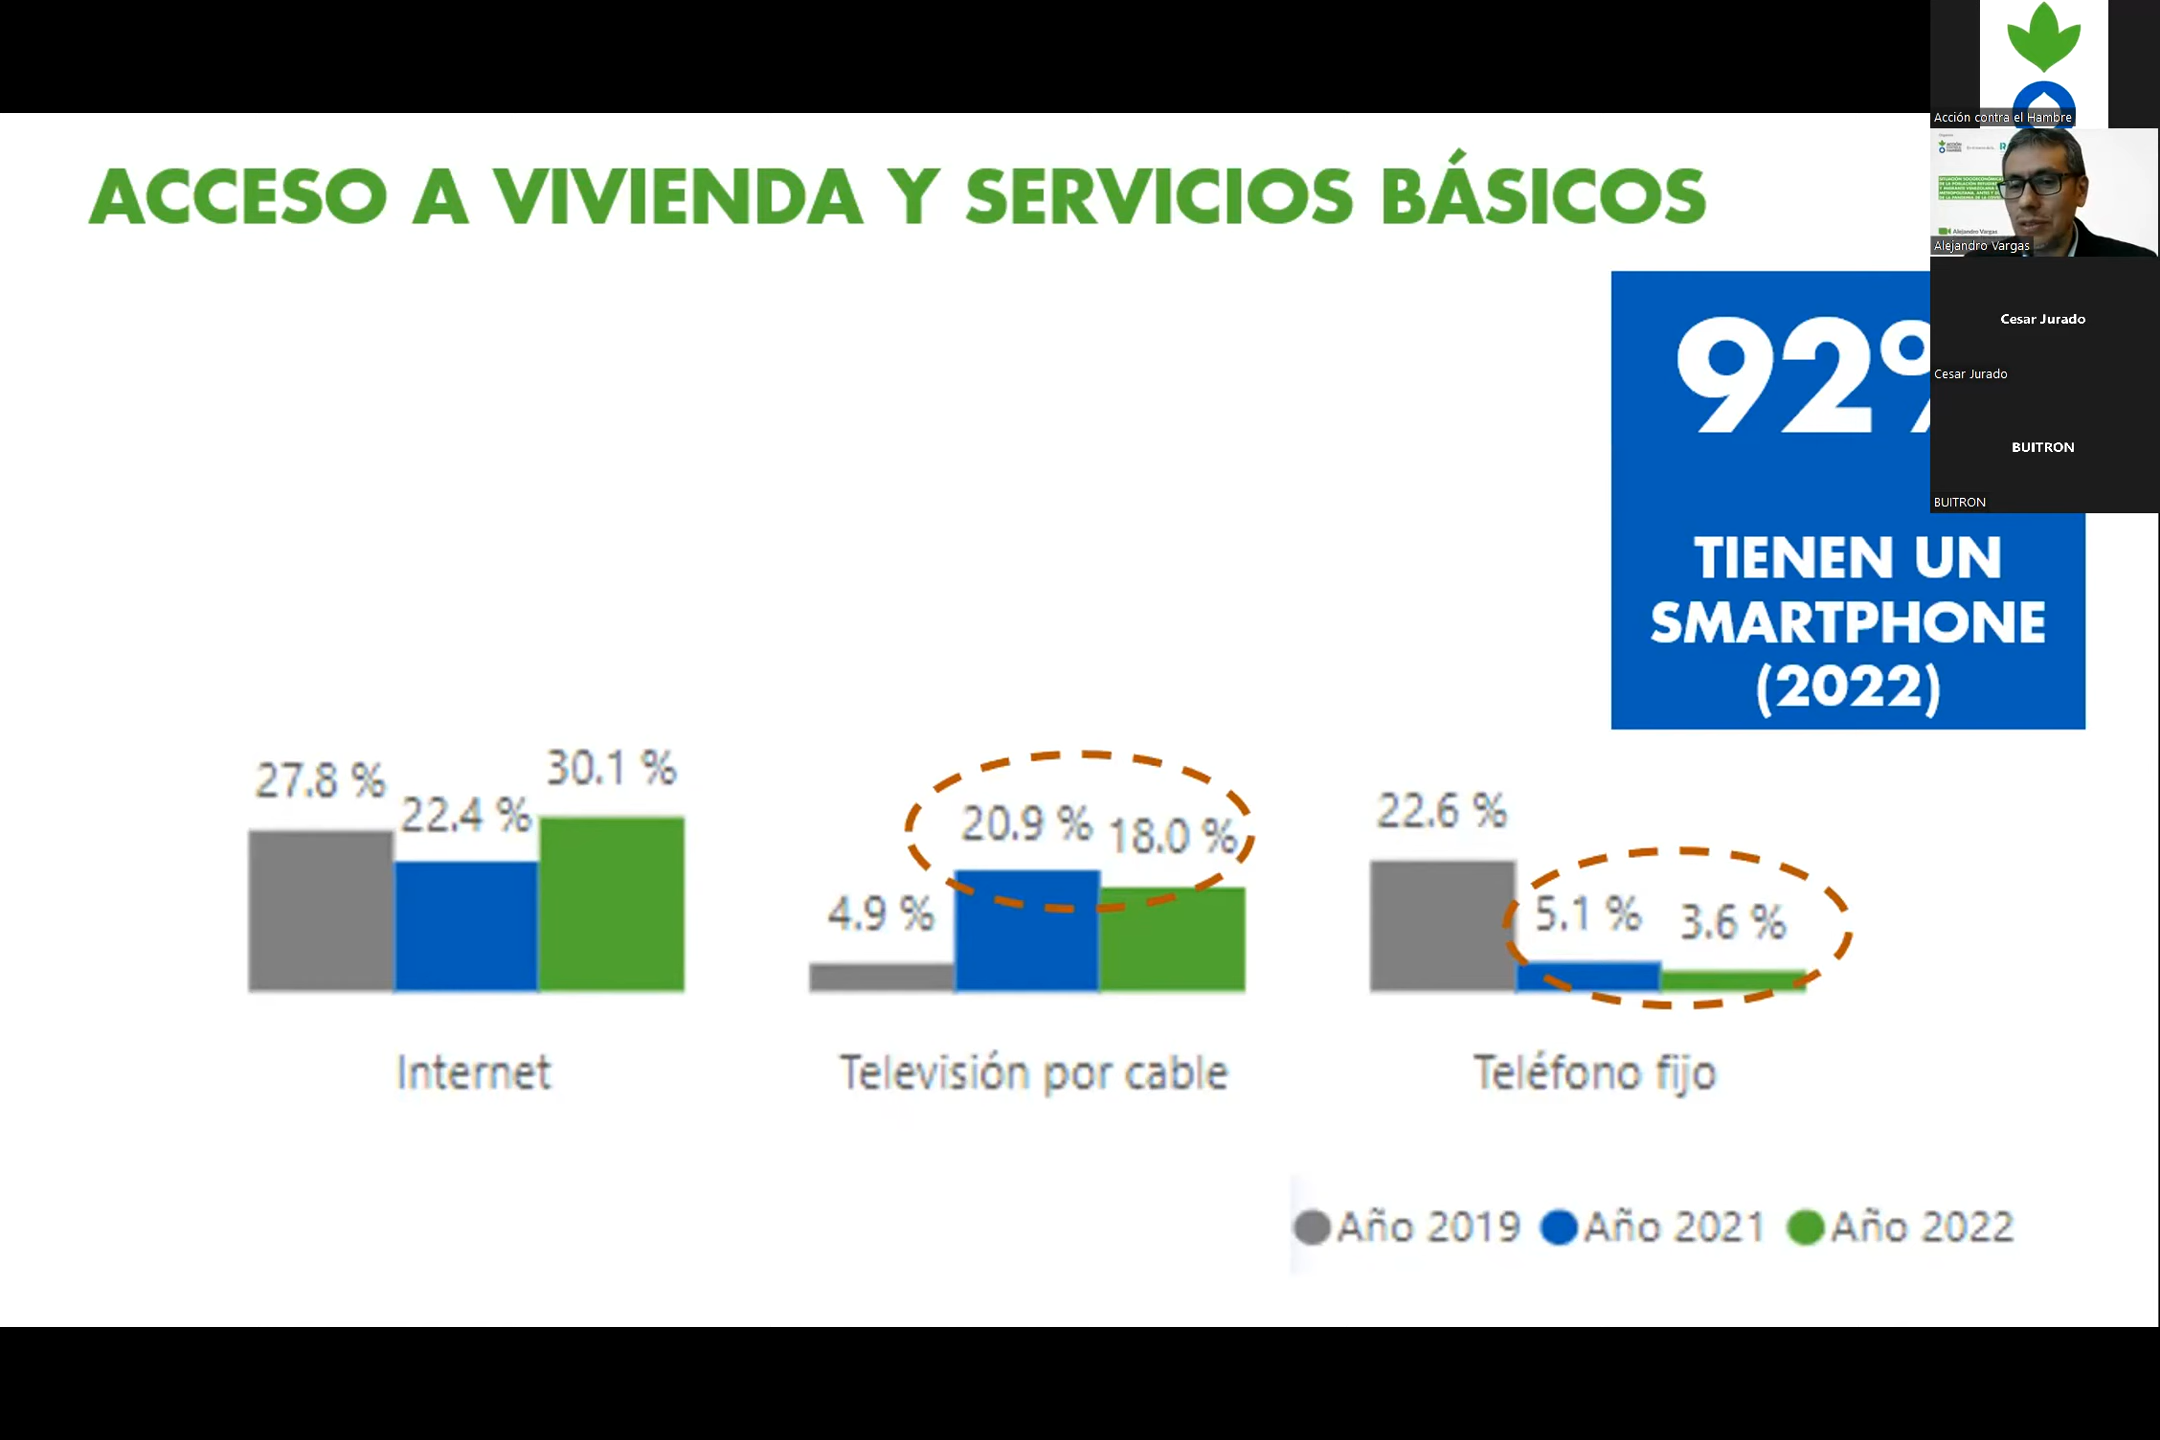 ACCESO A VIVIENDA Y SERVICIOS BÁSICOS
92%
TIENEN UN
SMARTPHONE
(2022)
27.8 %
22.4 %
30.1 %
Internet
4.9 %
20.9 %
18.0 %
Televisión por cable
22.6 %
5.1 %
3.6 %
Teléfono fijo
Año 2019
Año 2021
Año 2022
Acción contra el Hambre
Alejandro Vargas
Alejandro Vargas
Cesar Jurado
Cesar Jurado
BUITRON
BUITRON